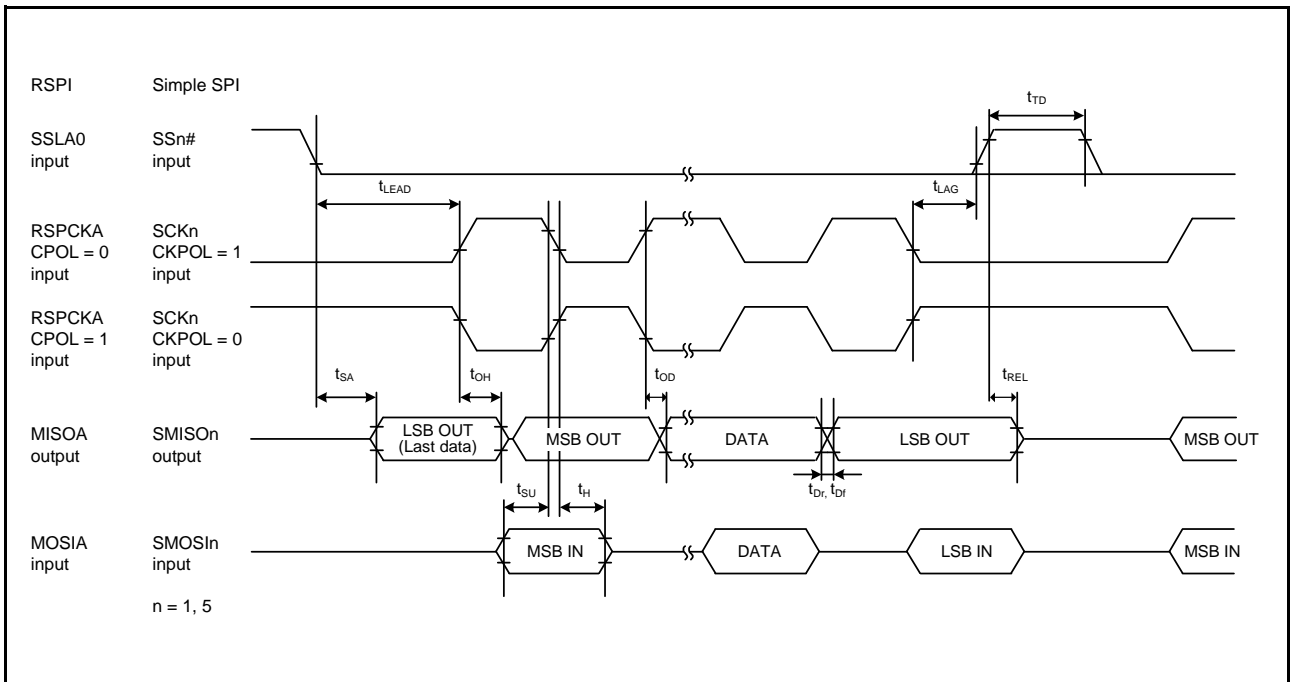 RSPI Simple SPI
tTD
SSLA0 SSn#
input input
tLEAD tLAG
RSPCKA SCKn
CPOL = 0 CKPOL = 1
input input
RSPCKA SCKn
CPOL = 1 CKPOL = 0
input input
tSA tOH tOD tREL
MISOA SMISOn
output output
LSB OUT
(Last data)
MSB OUT DATA LSB OUT MSB OUT
tSU tH tDr, tDf
MOSIA SMOSIn
input input
MSB IN DATA LSB IN MSB IN
n = 1, 5